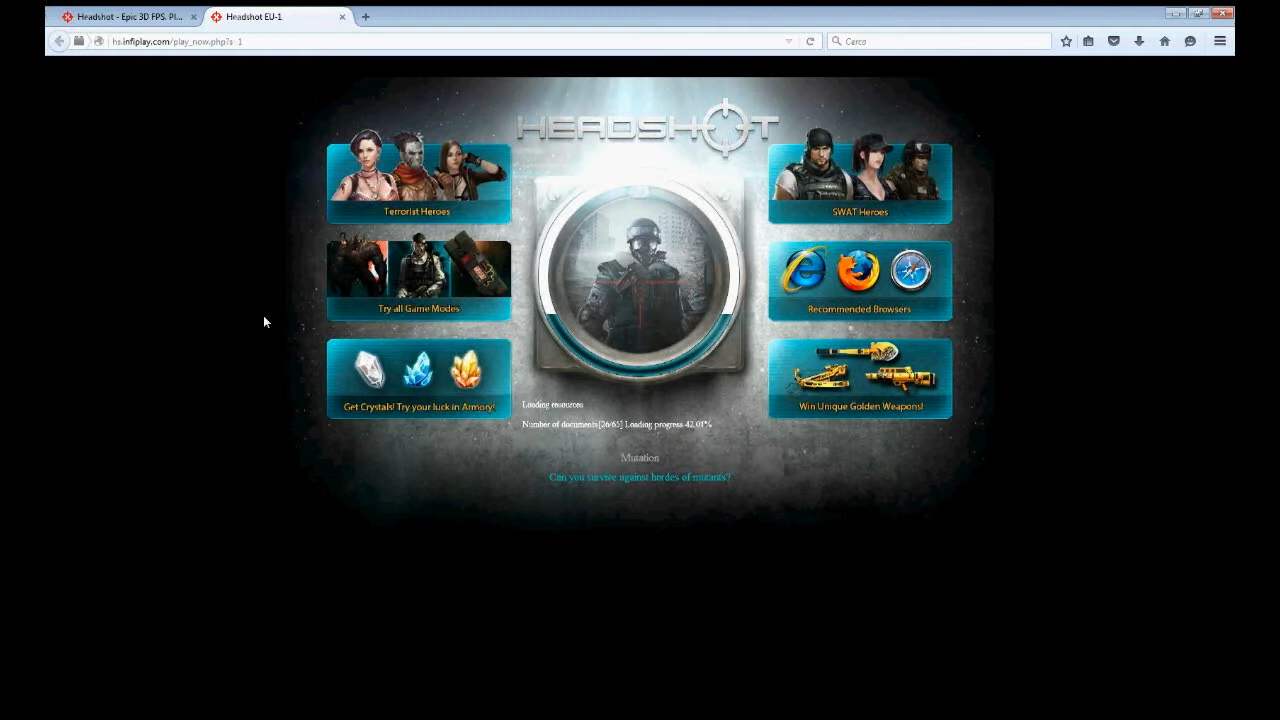 Headshot - Epic 3D FPS. Pl...
Headshot EU-1
hs.infiplay.com/play_now.php?s 1
Cerco
HEADSHOT
Terrorist Heroes
SWAT Heroes
Try all Game Modes
Recommended Browsers
Get Crystals! Try your luck in Armory!
Win Unique Golden Weapons!
Loading resources
Number of documents[26/65] Loading progress 42.01%
Mutation
Can you survive against hordes of mutants?